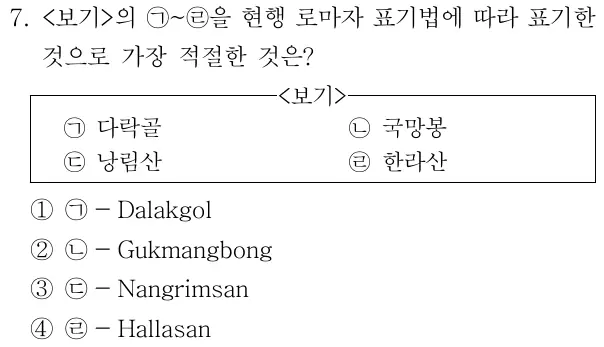 7. <보기>의 ㉠~㉣을 현행 로마자 표기법에 따라 표기한
것으로 가장 적절한 것은?
<보기>
㉠ 다락골 ㉡ 국망봉
㉢ 낭림산 ㉣ 한라산
① ㉠ – Dalakgol
② ㉡ – Gukmangbong
③ ㉢ – Nangrimsan
④ ㉣ – Hallasan